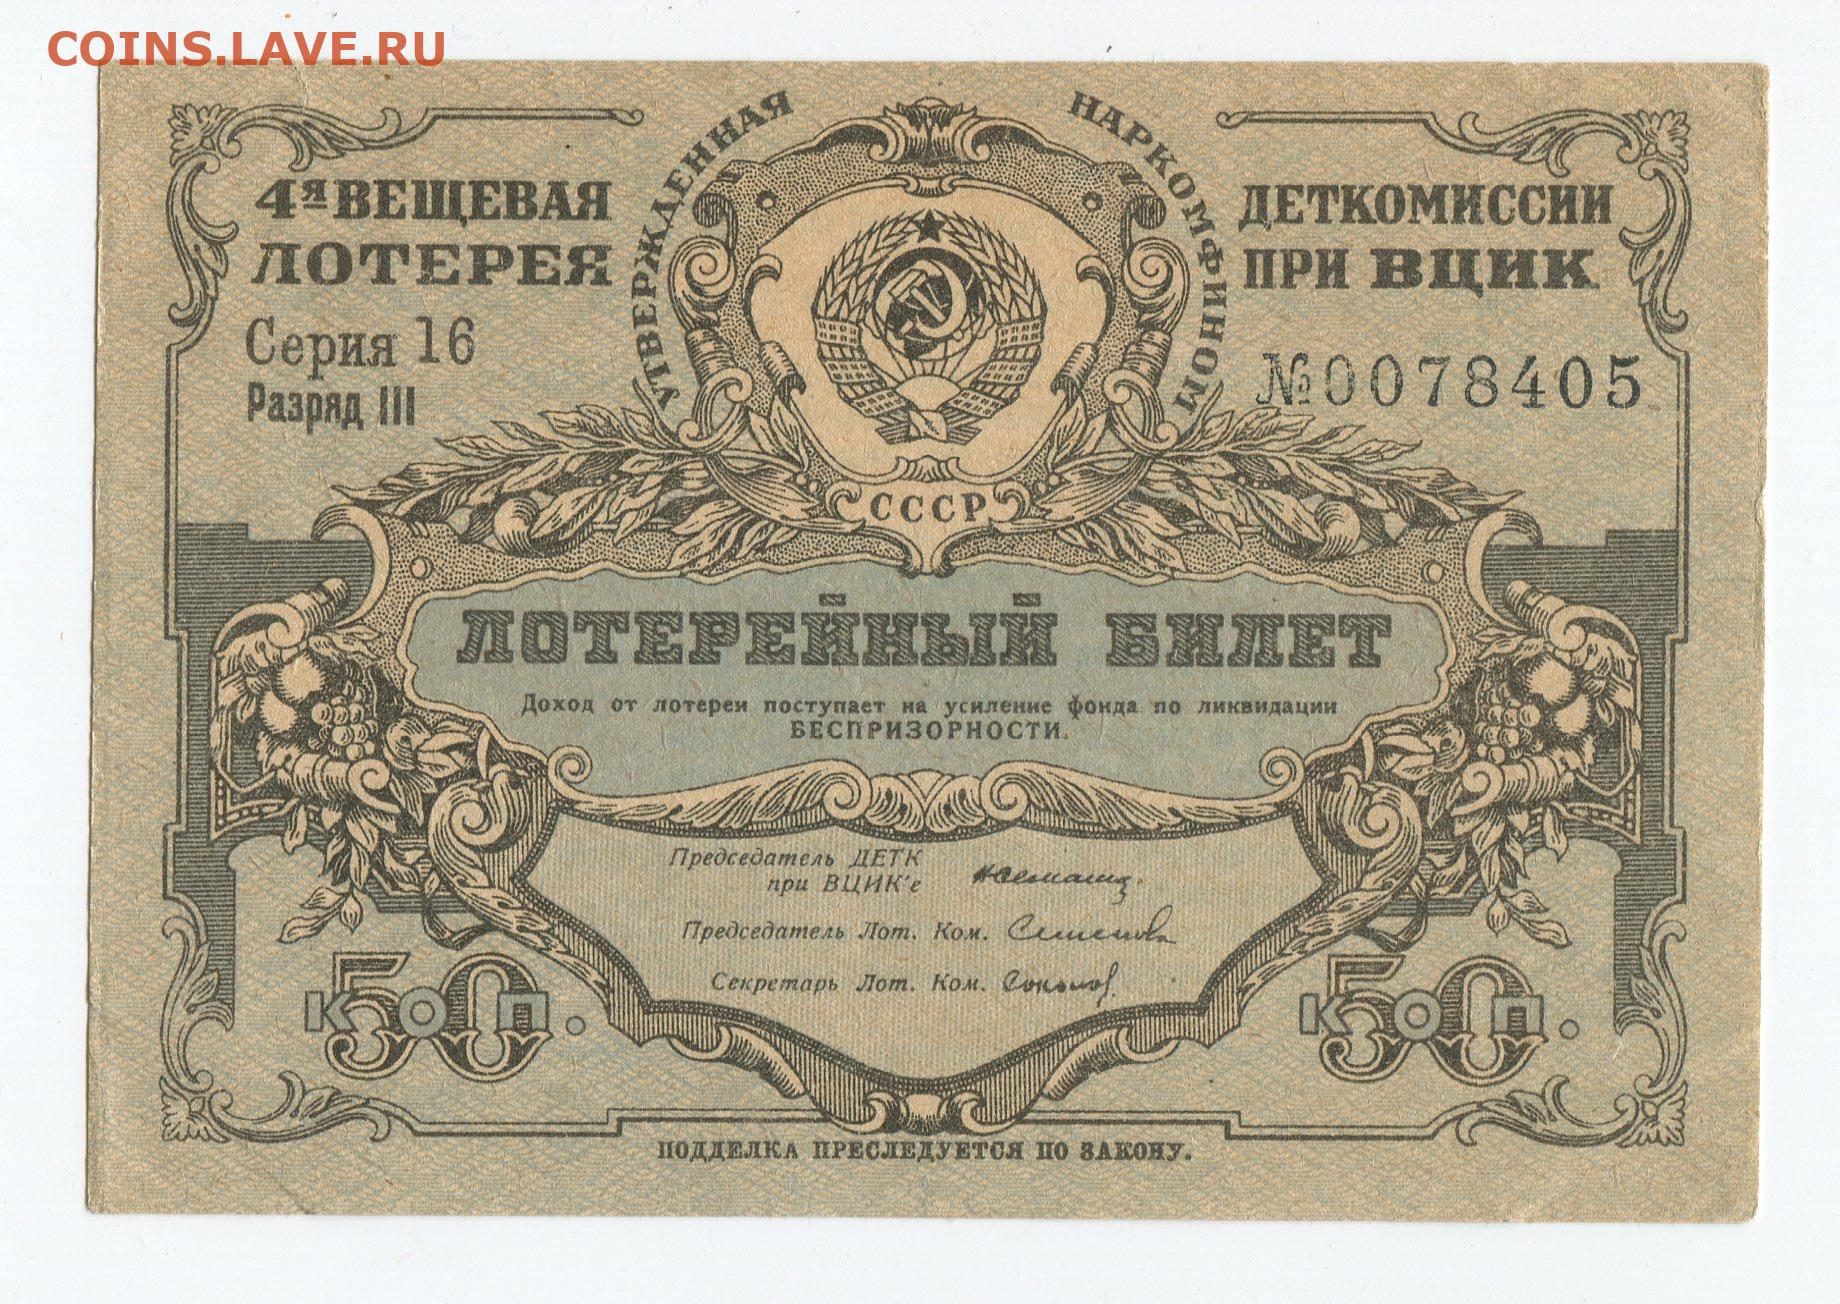 COINS.LAVE.RU
УТВЕРЖДЕННАЯ НАРКОМФИНОМ
4я ВЕЩЕВАЯ
ЛОТЕРЕЯ
ДЕТКОМИССИИ
ПРИ ВЦИК
Серия 16
Разряд III
№0078405
СССР
ЛОТЕРЕЙНЫЙ БИЛЕТ
Доход от лотереи поступает на усиление фонда по ликвидации
БЕСПРИЗОРНОСТИ.
Председатель ДЕТК
при ВЦИК'е
Председатель Лот. Ком.
Секретарь Лот. Ком. Соколов.
50 КОП.
50 КОП.
ПОДДЕЛКА ПРЕСЛЕДУЕТСЯ ПО ЗАКОНУ.